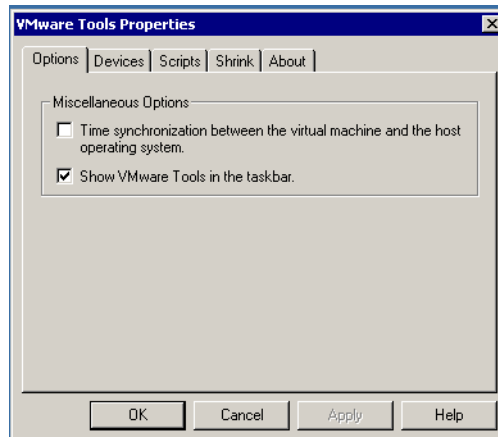 VMware Tools Properties
Options Devices Scripts Shrink About
Miscellaneous Options
Time synchronization between the virtual machine and the host
operating system.
Show VMware Tools in the taskbar.
OK Cancel Apply Help